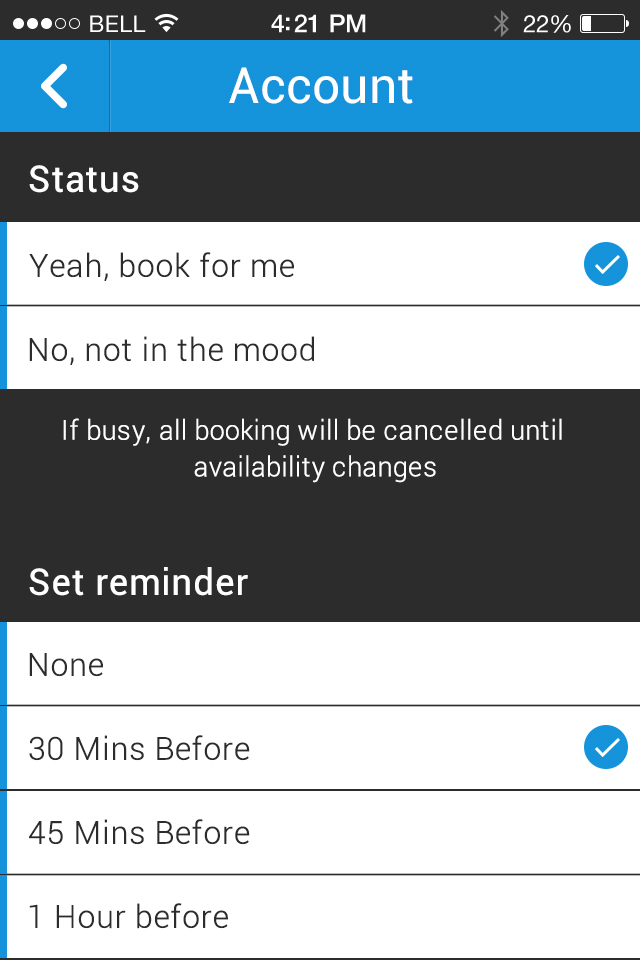 BELL 4:21 PM 22%
Account
Status
Yeah, book for me
No, not in the mood
If busy, all booking will be cancelled until
availability changes
Set reminder
None
30 Mins Before
45 Mins Before
1 Hour before